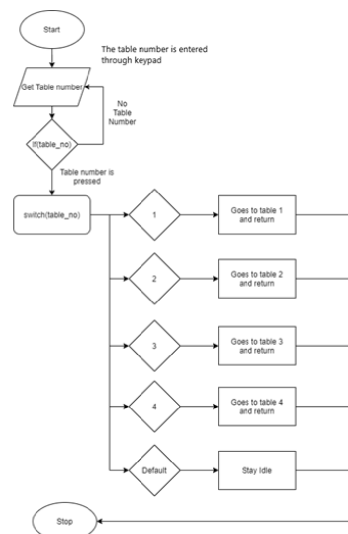 Start
The table number is entered
through keypad
Get Table number
No
Table
Number
If(table_no)
Table number is
pressed
switch(table_no)
1
Goes to table 1
and return
2
Goes to table 2
and return
3
Goes to table 3
and return
4
Goes to table 4
and return
Default
Stay Idle
Stop